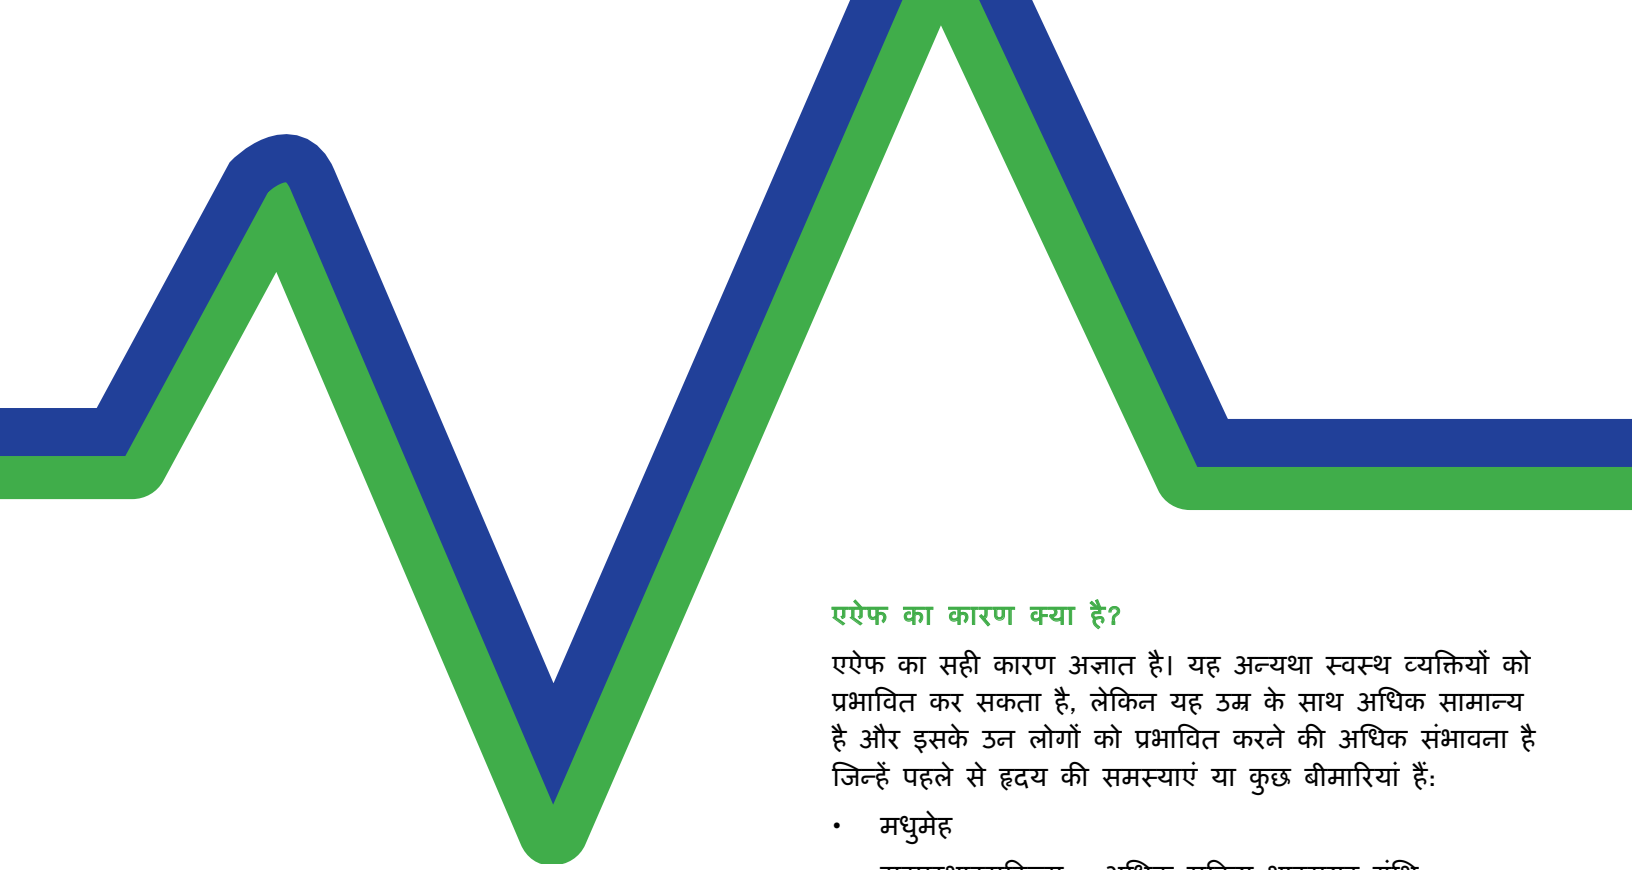 एऐफ का कारण क्या है?
एऐफ का सही कारण अज्ञात है। यह अन्यथा स्वस्थ व्यक्तियों को
प्रभावित कर सकता है, लेकिन यह उम्र के साथ अधिक सामान्य
है और इसके उन लोगों को प्रभावित करने की अधिक संभावना है
जिन्हें पहले से हृदय की समस्याएं या कुछ बीमारियां हैं:
• मधुमेह